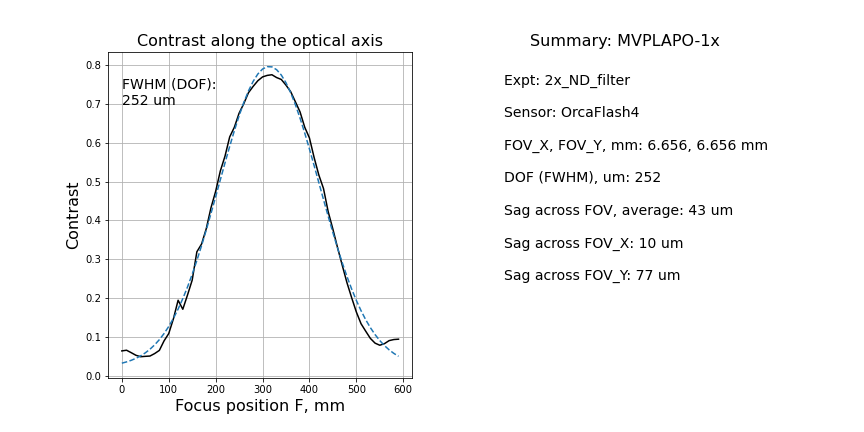 Contrast along the optical axis
FWHM (DOF):
252 um
Contrast
0.8
0.7
0.6
0.5
0.4
0.3
0.2
0.1
0.0
0 100 200 300 400 500 600
Focus position F, mm
Summary: MVPLAPO-1x
Expt: 2x_ND_filter
Sensor: OrcaFlash4
FOV_X, FOV_Y, mm: 6.656, 6.656 mm
DOF (FWHM), um: 252
Sag across FOV, average: 43 um
Sag across FOV_X: 10 um
Sag across FOV_Y: 77 um